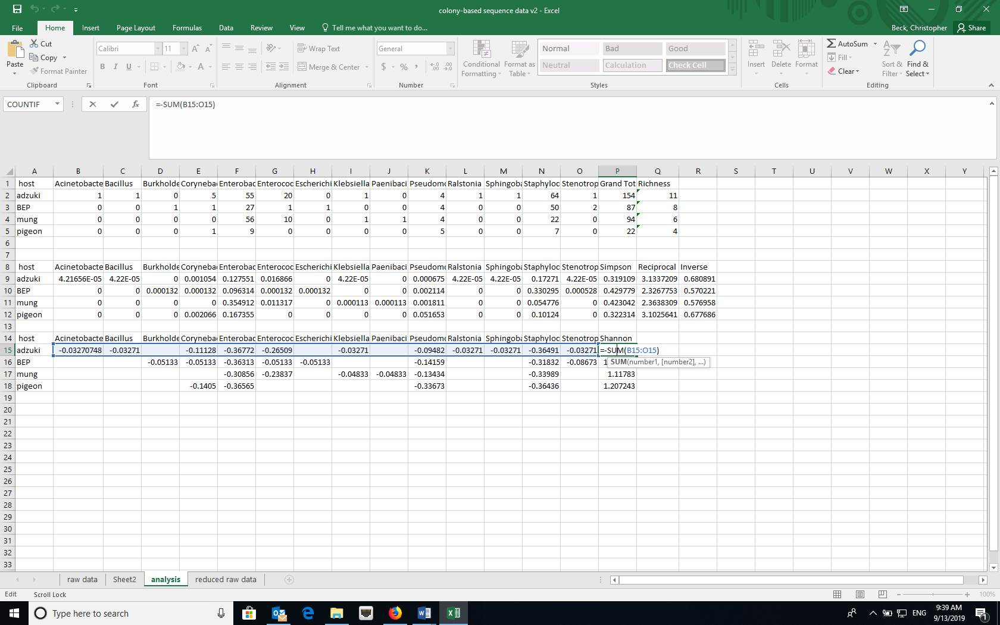 colony-based sequence data v2 - Excel
File Home Insert Page Layout Formulas Data Review View Tell me what you want to do... Beck, Christopher Share
Paste Cut Copy Format Painter Clipboard
Calibri 11 B I U A A A Font
Wrap Text Merge & Center Alignment
General $ % , Number
Conditional Formatting Format as Table Normal Bad Good Neutral Calculation Check Cell Styles
Insert Delete Format Cells
AutoSum Fill Clear Sort & Filter Find & Select Editing
COUNTIF fx =-SUM(B15:O15)
A B C D E F G H I J K L M N O P Q R S T U V W X Y
1 host Acinetobacte Bacillus Burkholde Corynebac Enterobac Enterococ Escherichi Klebsiella Paenibaci Pseudomo Ralstonia Sphingoba Staphyloc Stenotrop Grand Tot Richness
2 adzuki 1 1 0 5 55 20 0 1 0 4 1 1 64 1 154 11
3 BEP 0 0 1 1 27 1 1 0 0 4 0 0 50 2 87 8
4 mung 0 0 0 0 56 10 0 1 1 4 0 0 22 0 94 6
5 pigeon 0 0 0 1 9 0 0 0 0 5 0 0 7 0 22 4
6
7
8 host Acinetobacte Bacillus Burkholde Corynebac Enterobac Enterococ Escherichi Klebsiella Paenibaci Pseudomo Ralstonia Sphingoba Staphyloc Stenotrop Simpson Reciprocal Inverse
9 adzuki 4.21656E-05 4.22E-05 0 0.001054 0.127551 0.016866 0 4.22E-05 0 0.000675 4.22E-05 4.22E-05 0.17271 4.22E-05 0.319109 3.1337209 0.680891
10 BEP 0 0 0.000132 0.000132 0.096314 0.000132 0.000132 0 0 0.002114 0 0 0.330295 0.000528 0.429779 2.3267753 0.570221
11 mung 0 0 0 0 0.354912 0.011317 0 0.000113 0.000113 0.001811 0 0 0.054776 0 0.423042 2.3638309 0.576958
12 pigeon 0 0 0 0.002066 0.167355 0 0 0 0 0.051653 0 0 0.10124 0 0.322314 3.1025641 0.677686
13
14 host Acinetobacte Bacillus Burkholde Corynebac Enterobac Enterococ Escherichi Klebsiella Paenibaci Pseudomo Ralstonia Sphingoba Staphyloc Stenotrop Shannon
15 adzuki -0.03270748 -0.03271 -0.11128 -0.36772 -0.26509 -0.03271 -0.09482 -0.03271 -0.03271 -0.36491 -0.03271 =-SUM(B15:O15)
16 BEP -0.05133 -0.05133 -0.36313 -0.05133 -0.05133 -0.14159 -0.31832 -0.08673 1
SUM(number1, [number2], ...)
17 mung -0.30856 -0.23837 -0.04833 -0.04833 -0.13434 -0.33989 1.11783
18 pigeon -0.1405 -0.36565 -0.33673 -0.36436 1.207243
19
20
21
22
23
24
25
26
27
28
29
30
31
32
33
raw data Sheet2 analysis reduced raw data
Edit Scroll Lock 100%
Type here to search ENG 9:39 AM
9/13/2019 1